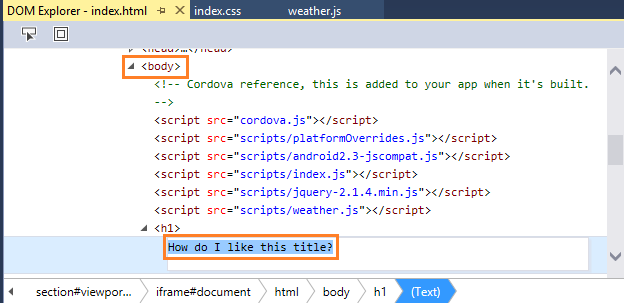 DOM Explorer - index.html index.css weather.js
<head>…</head>
<body>
<!-- Cordova reference, this is added to your app when it's built.
-->
<script src="cordova.js"></script>
<script src="scripts/platformOverrides.js"></script>
<script src="scripts/android2.3-jscompat.js"></script>
<script src="scripts/index.js"></script>
<script src="scripts/jquery-2.1.4.min.js"></script>
<script src="scripts/weather.js"></script>
<h1>
How do I like this title?
section#viewpor... iframe#document html body h1 (Text)